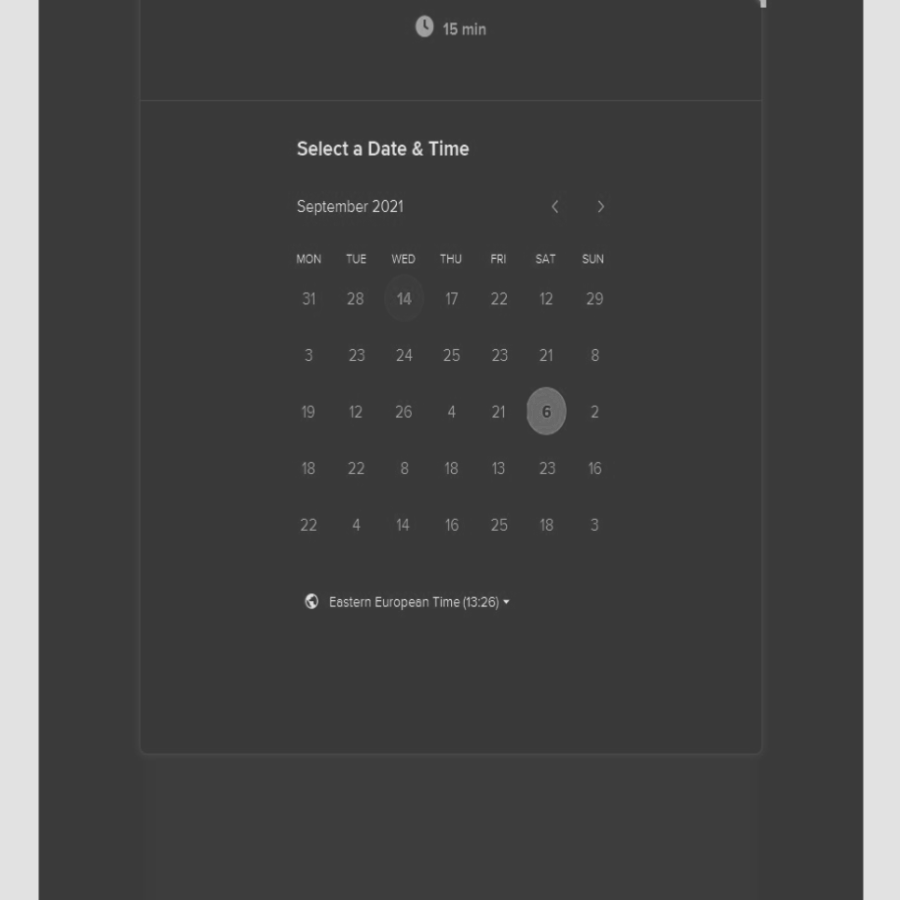 15 min
Select a Date & Time
September 2021
MON TUE WED THU FRI SAT SUN
31 28 14 17 22 12 29
3 23 24 25 23 21 8
19 12 26 4 21 6 2
18 22 8 18 13 23 16
22 4 14 16 25 18 3
Eastern European Time (13:26)